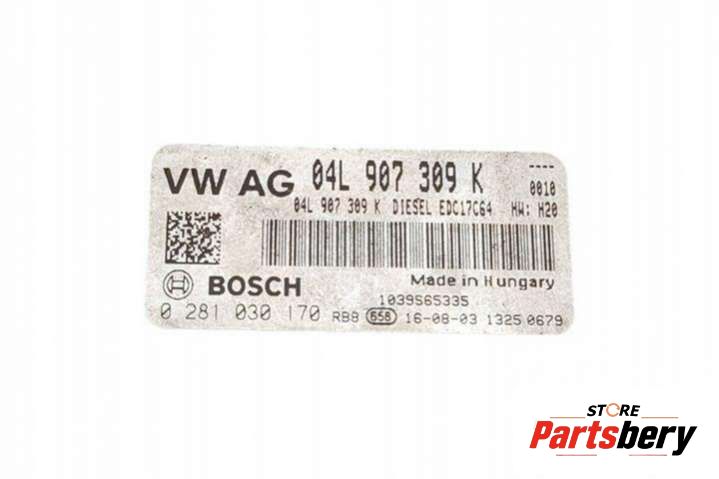 VW AG 04L 907 309 K ----
0010
04L 907 309 K DIESEL EDC17C64 HW: H20
BOSCH Made in Hungary
1039S65335
0 281 030 170 RB8 658 16-08-03 1325 0679
STORE
Partsbery